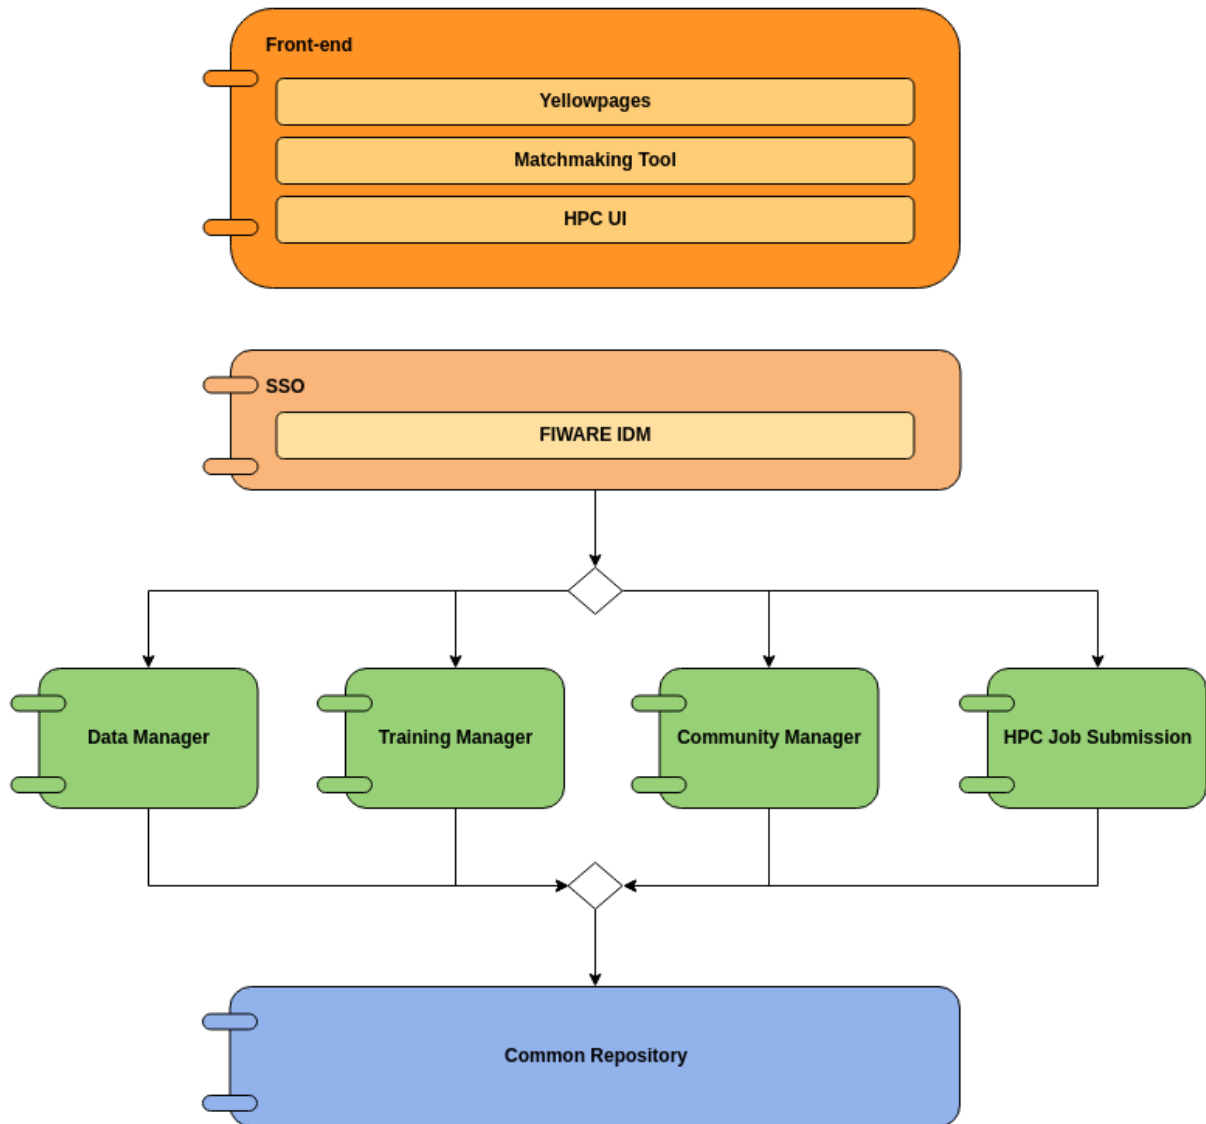 Front-end
Yellowpages
Matchmaking Tool
HPC UI
SSO
FIWARE IDM
Data Manager
Training Manager
Community Manager
HPC Job Submission
Common Repository